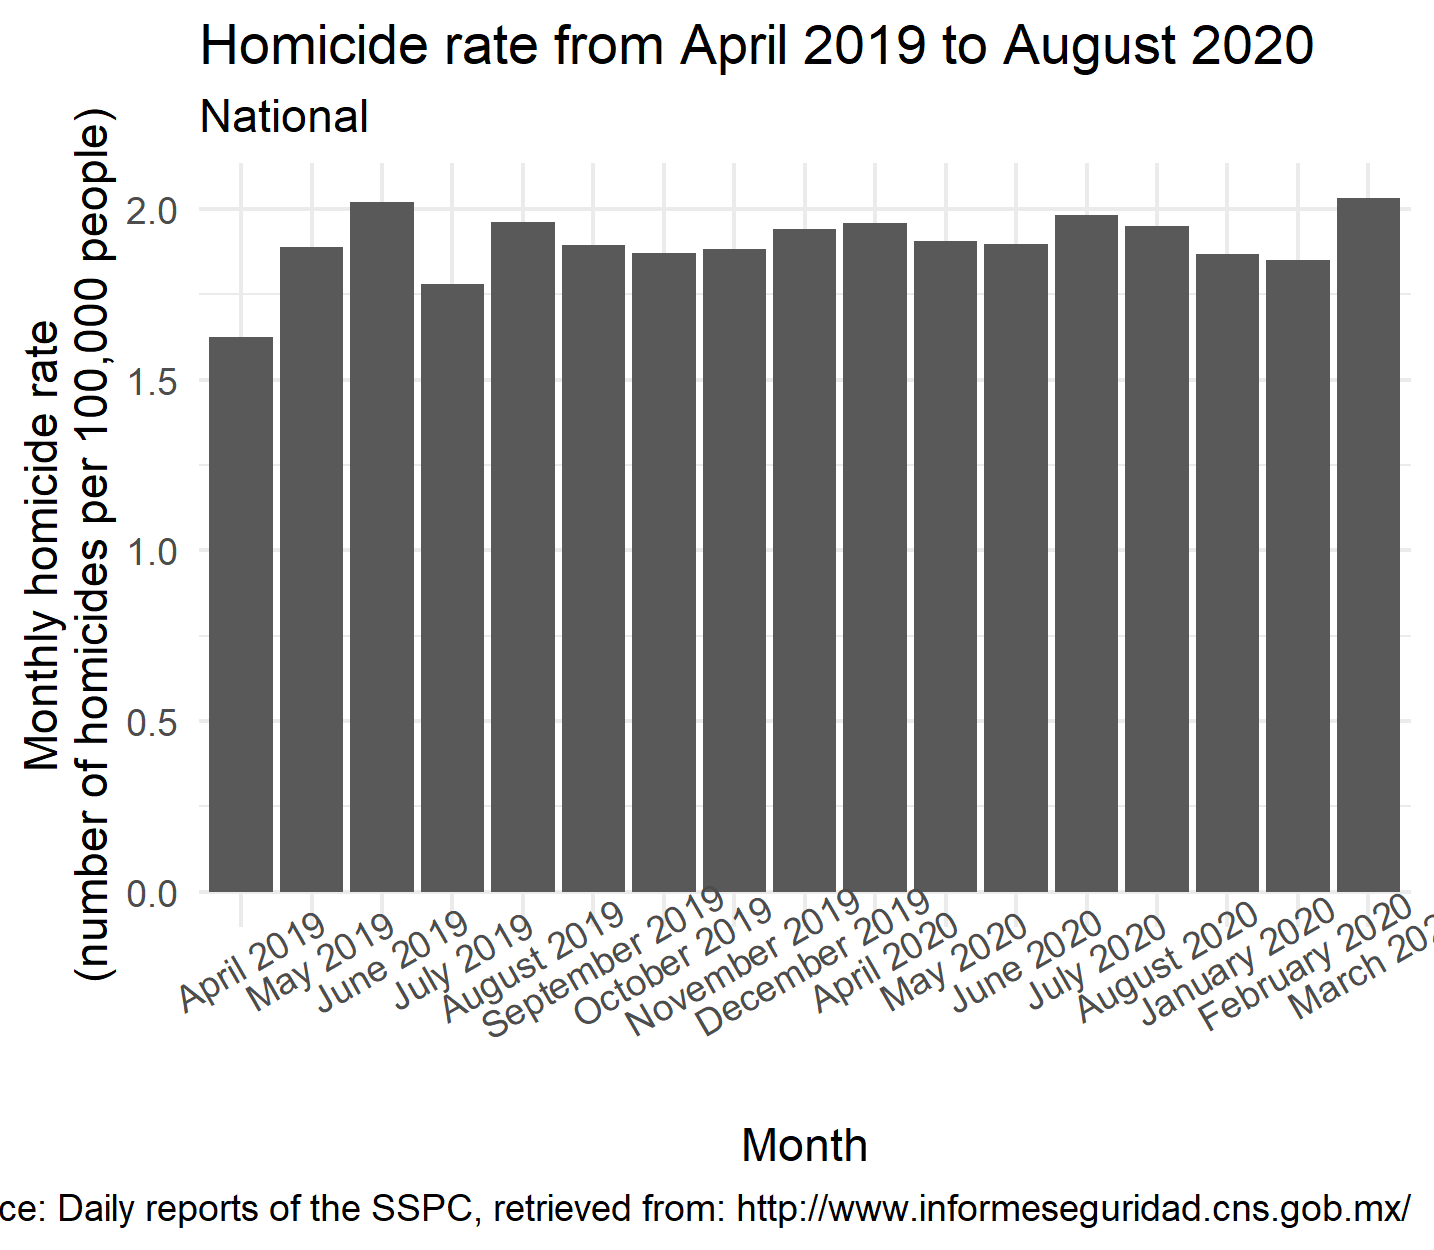 Homicide rate from April 2019 to August 2020
National
Monthly homicide rate
(number of homicides per 100,000 people)
2.0
1.5
1.0
0.5
0.0
April 2019
May 2019
June 2019
July 2019
August 2019
September 2019
October 2019
November 2019
December 2019
April 2020
May 2020
June 2020
July 2020
August 2020
January 2020
February 2020
March 202
Month
ce: Daily reports of the SSPC, retrieved from: http://www.informeseguridad.cns.gob.mx/